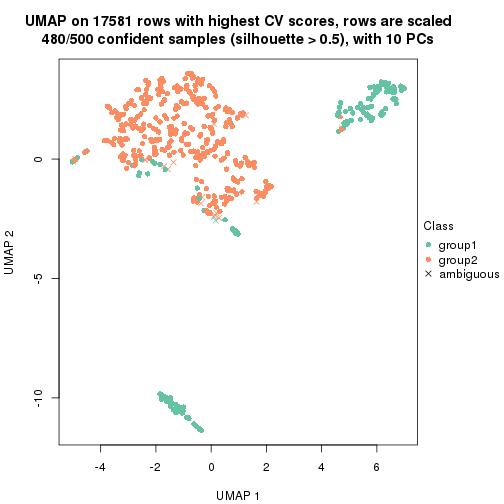 UMAP on 17581 rows with highest CV scores, rows are scaled
480/500 confident samples (silhouette > 0.5), with 10 PCs
0
-5
-10
UMAP 2
-4
-2
0
2
4
6
UMAP 1
Class
group1
group2
ambiguous